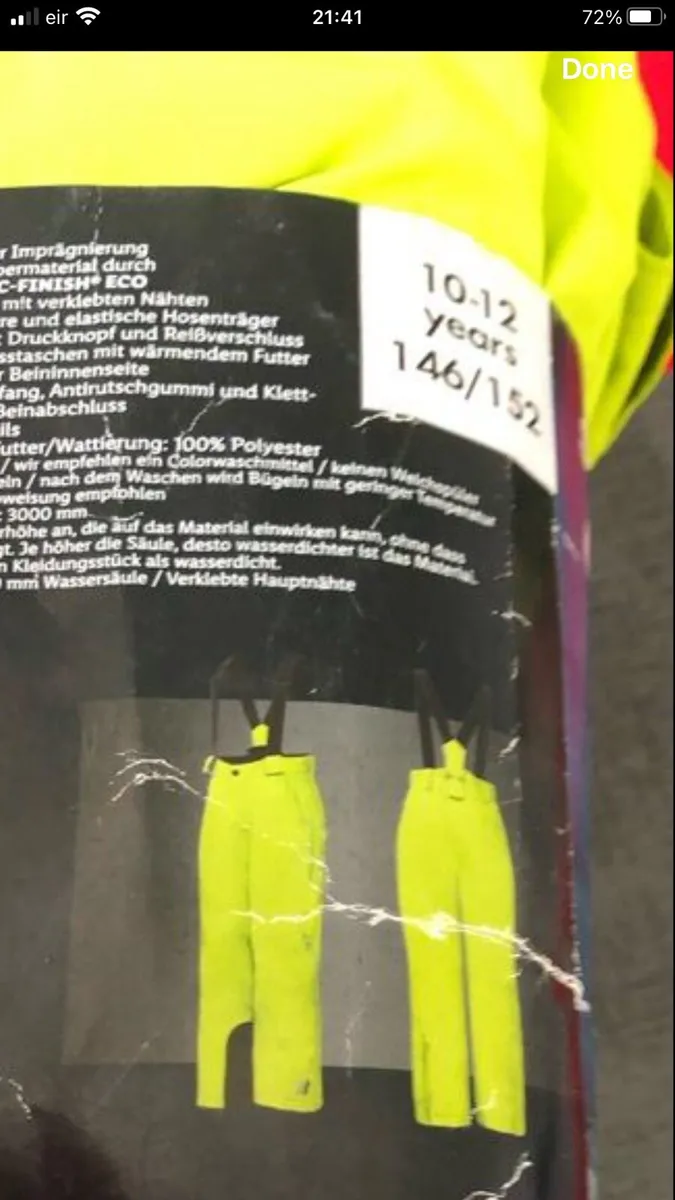 eir
21:41
72%
Done
r Imprägnierung
bermaterial durch
C-FINISH® ECO
mit verklebten Nähten
re und elastische Hosenträger
: Druckknopf und Reißverschluss
sstaschen mit wärmendem Futter
r Beininnenseite
fang, Antirutschgummi und Klett-
Beinabschluss
ils
utter/Wattierung: 100% Polyester
/ wir empfehlen ein Colorwaschmittel / keinen Weichspüler
eln / nach dem Waschen wird Bügeln mit geringer Temperatur
weisung empfohlen
: 3000 mm
rhöhe an, die auf das Material einwirken kann, ohne dass
gt. Je höher die Säule, desto wasserdichter ist das Material.
n Kleidungsstück als wasserdicht.
mm Wassersäule / Verklebte Hauptnähte
10-12
years
146/152